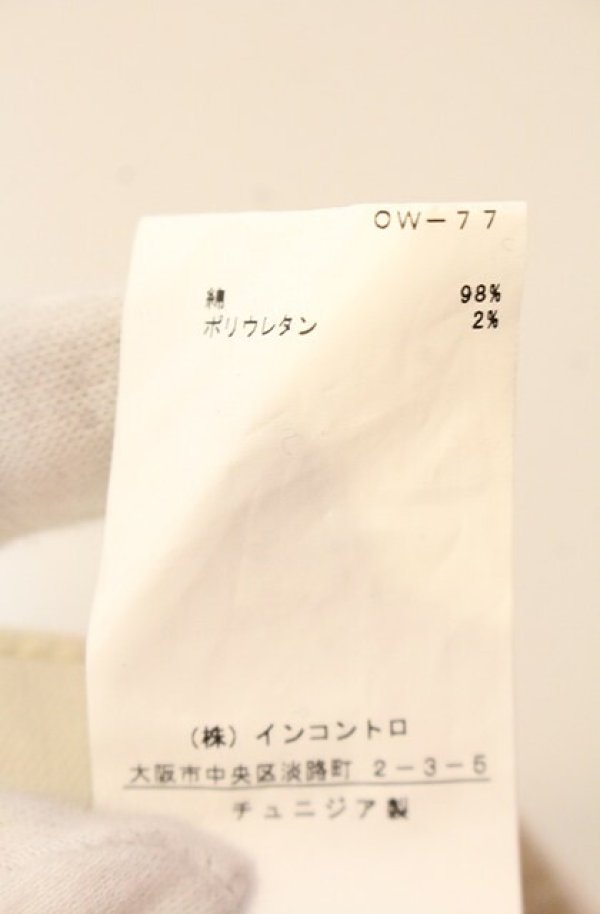 OW-77
綿 98%
ポリウレタン 2%
(株)インコントロ
大阪市中央区淡路町 2-3-5
チュニジア製